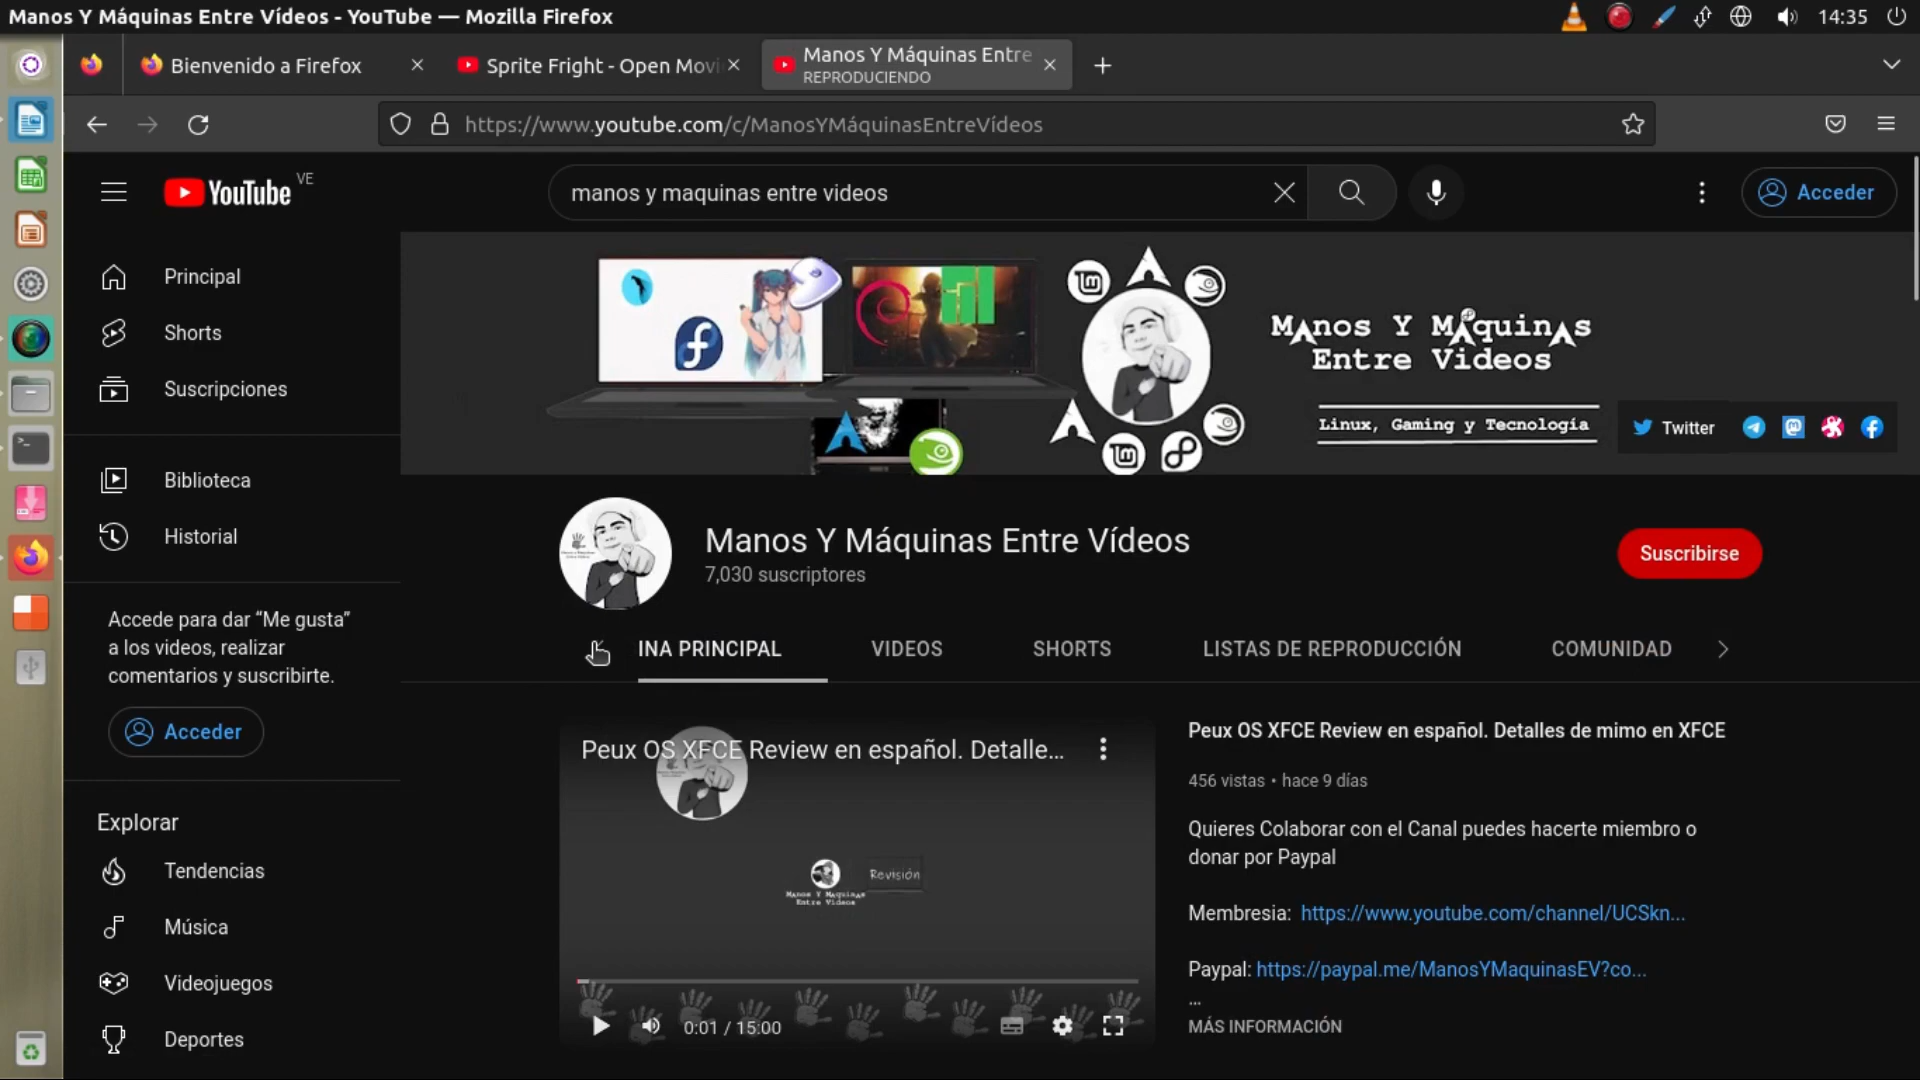 Manos Y Máquinas Entre Vídeos - YouTube — Mozilla Firefox
14:35
Bienvenido a Firefox
Sprite Fright - Open Movi
Manos Y Máquinas Entre
REPRODUCIENDO
https://www.youtube.com/c/ManosYMáquinasEntreVídeos
YouTube VE
manos y maquinas entre videos
Acceder
Principal
Shorts
Suscripciones
Biblioteca
Historial
Accede para dar “Me gusta”
a los videos, realizar
comentarios y suscribirte.
Acceder
Explorar
Tendencias
Música
Videojuegos
Deportes
Manos Y Máquinas
Entre Videos
Linux, Gaming y Tecnología
Twitter
Manos Y Máquinas Entre Vídeos
7,030 suscriptores
Suscribirse
INA PRINCIPAL
VIDEOS
SHORTS
LISTAS DE REPRODUCCIÓN
COMUNIDAD
Peux OS XFCE Review en español. Detalle...
Revisión
Manos Y Maquinas
Entre Videos
0:01 / 15:00
Peux OS XFCE Review en español. Detalles de mimo en XFCE
456 vistas • hace 9 días
Quieres Colaborar con el Canal puedes hacerte miembro o
donar por Paypal
Membresia: https://www.youtube.com/channel/UCSkn...
Paypal: https://paypal.me/ManosYMaquinasEV?co...
...
MÁS INFORMACIÓN